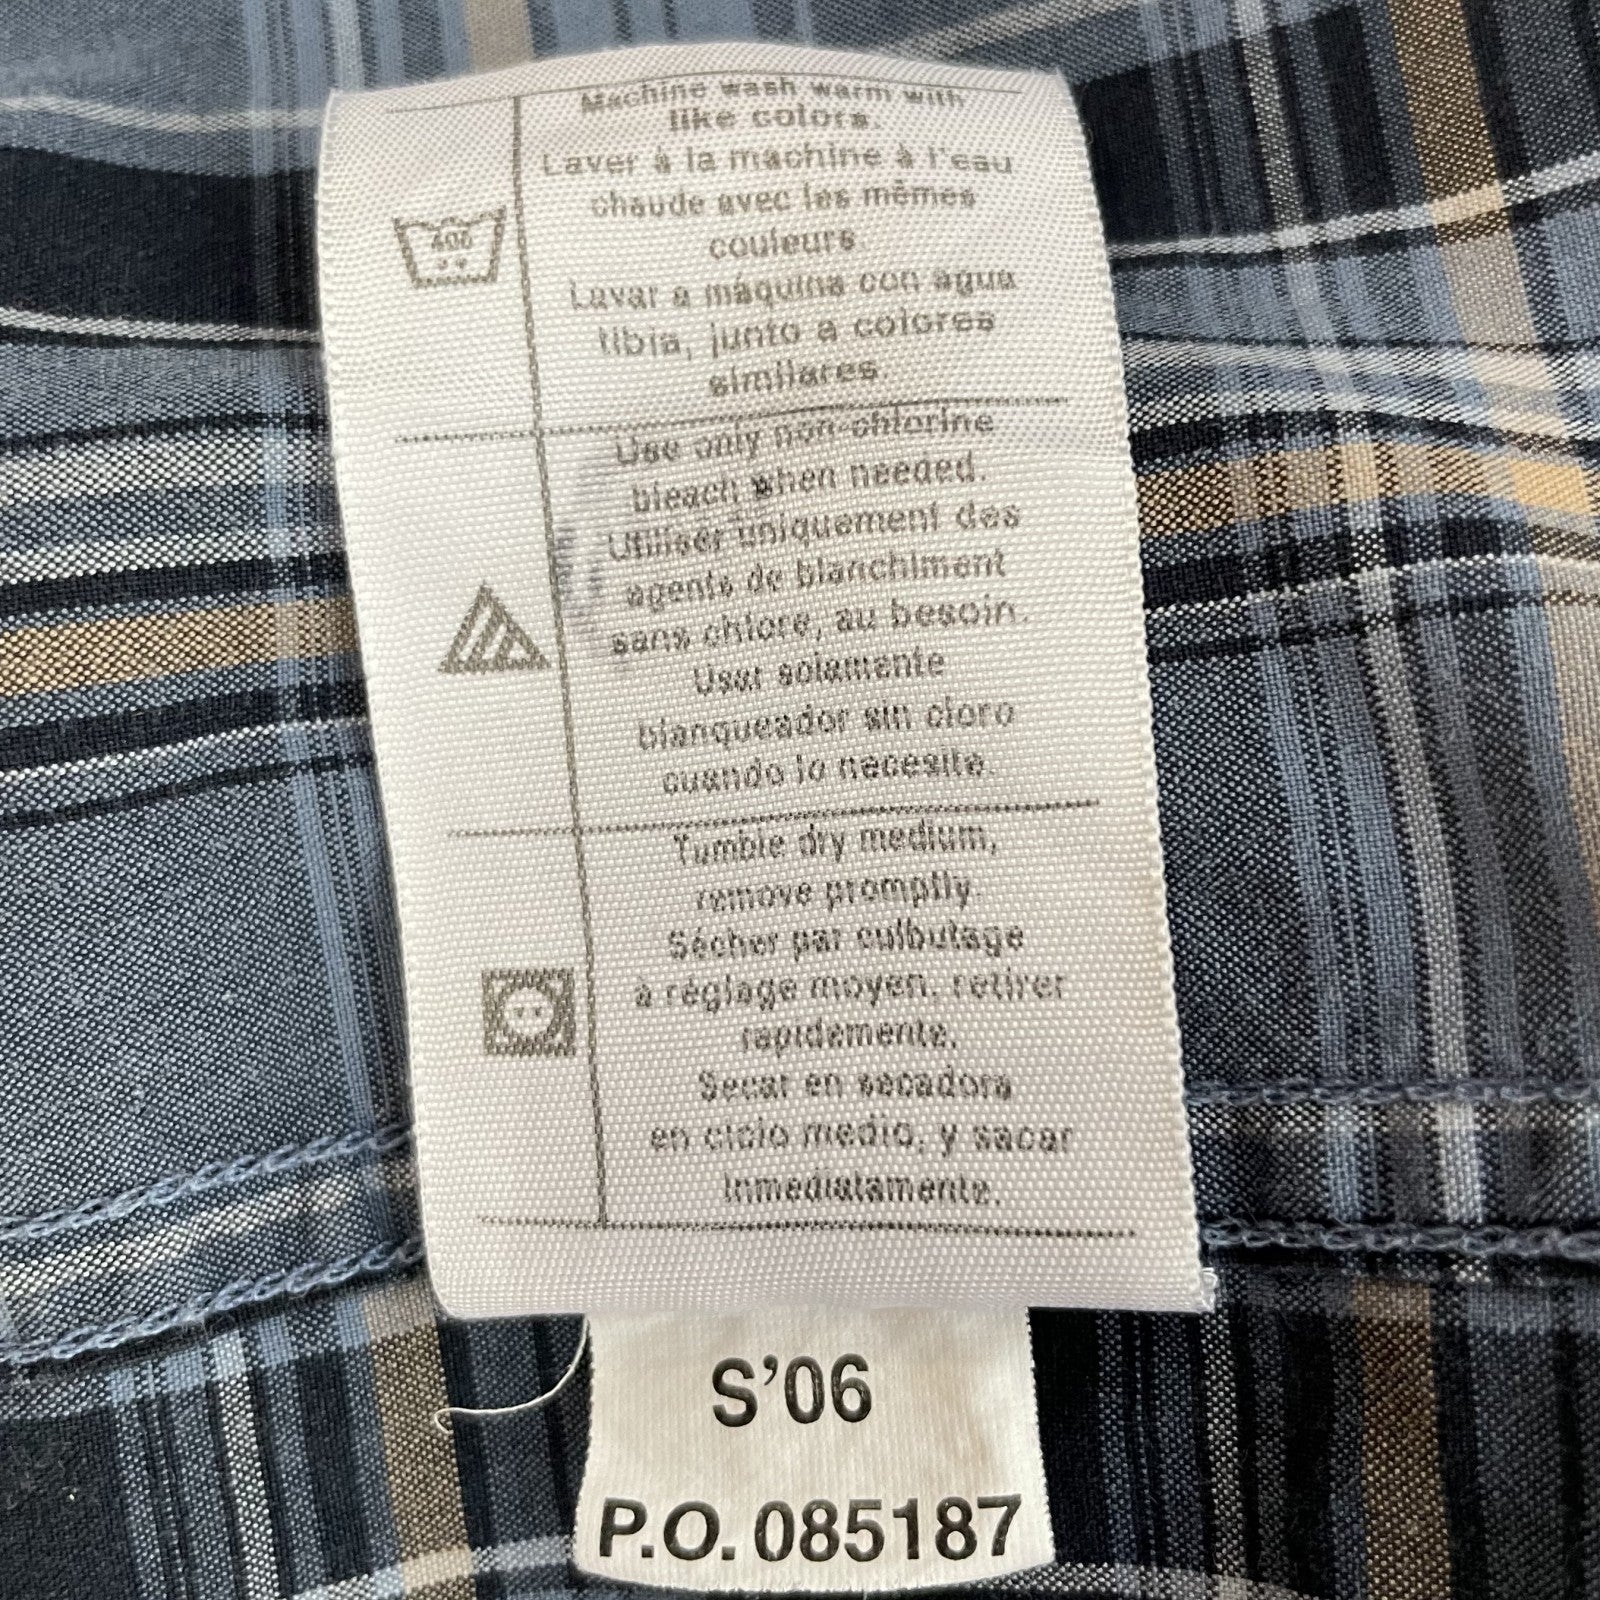 Machine wash warm with
like colors.
Laver à la machine à l'eau
chaude avec les mêmes
couleurs.
Lavar a máquina con agua
tibia, junto a colores
similares.
Use only non-chlorine
bleach when needed.
Utiliser uniquement des
agents de blanchiment
sans chlore, au besoin.
Usar solamente
blanqueador sin cloro
cuando lo necesite.
Tumble dry medium,
remove promptly.
Sécher par culbutage
à réglage moyen, retirer
rapidemente,
Secar en secadora
en ciclo medio, y sacar
inmediatamente.
S'06
P.O. 085187